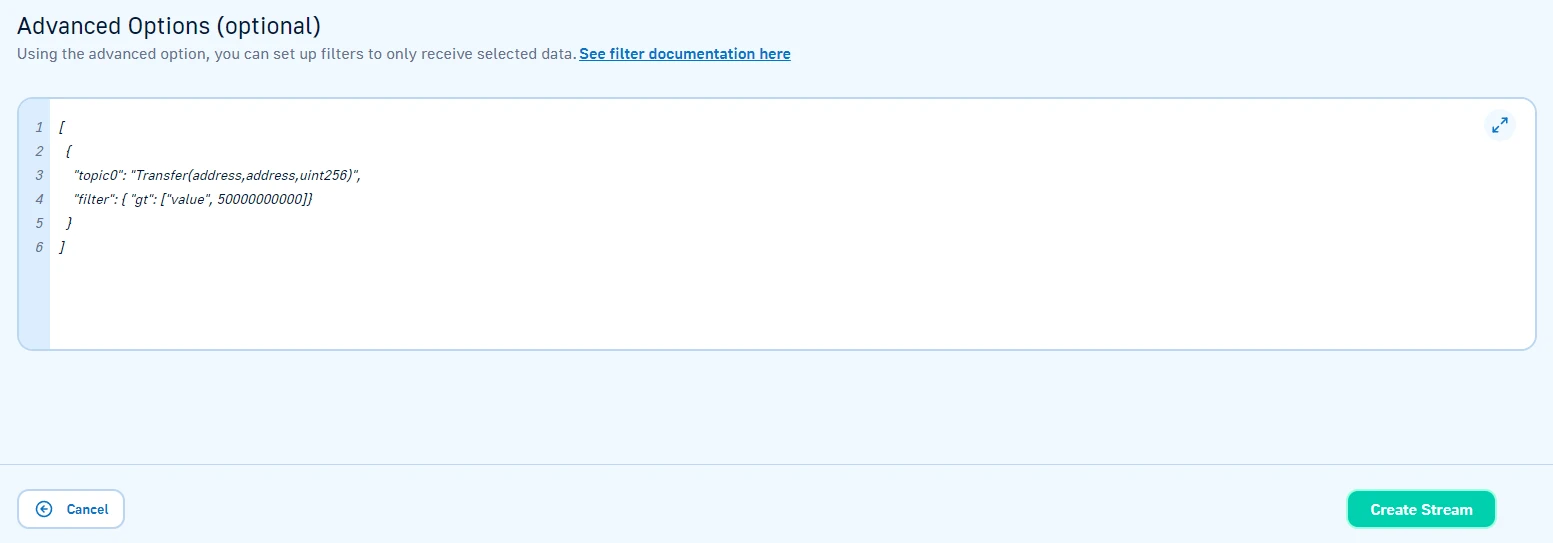 Advanced Options (optional)
Using the advanced option, you can set up filters to only receive selected data. See filter documentation here
1 [
2 {
3 "topic0": "Transfer(address,address,uint256)",
4 "filter": { "gt": ["value", 50000000000]}
5 }
6 ]
Cancel
Create Stream